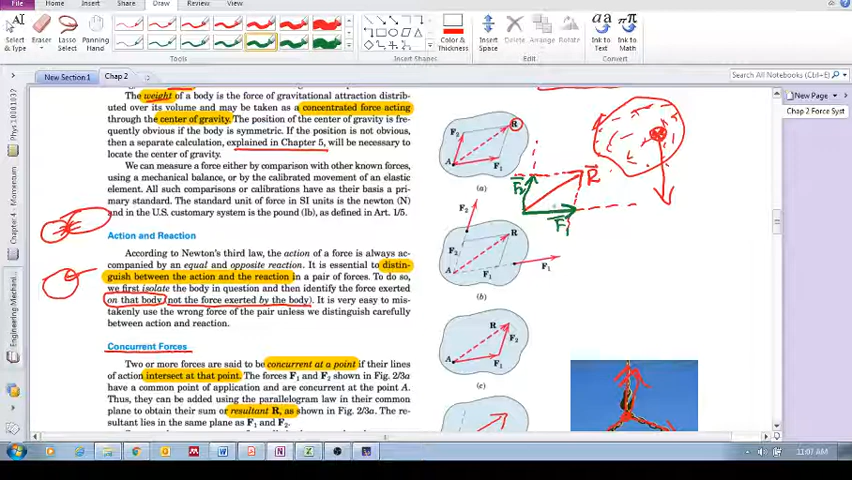 File Home Insert Draw History Review View
Select & Type
Eraser
Lasso Select
Panning Hand
Tools
Insert Shapes
Color & Thickness
Insert Space
Delete
Arrange
Rotate
Edit
Ink to Text
Ink to Math
Convert
New Section 1
Chap 2
Search All Notebooks (Ctrl+E)
New Page
Chap 2 Force Syst
Phys 10101037
Chapter 4 - Momentum
Engineering Mechani
The weight of a body is the force of gravitational attraction distrib-
uted over its volume and may be taken as a concentrated force acting
through the center of gravity. The position of the center of gravity is
frequently obvious if the body is symmetric. If the position is not obvious,
then a separate calculation, explained in Chapter 5, will be necessary to
locate the center of gravity.
We can measure a force either by comparison with other known forces,
using a mechanical balance, or by the calibrated movement of an elastic
element. All such comparisons or calibrations have as their basis a pri-
mary standard. The standard unit of force in SI units is the newton (N)
and in the U.S. customary system is the pound (lb), as defined in Art. 1/5.
Action and Reaction
According to Newton's third law, the action of a force is always ac-
companied by an equal and opposite reaction. It is essential to distin-
guish between the action and the reaction in a pair of forces. To do so,
we first isolate the body in question and then identify the force exerted
on that body (not the force exerted by the body). It is very easy to mis-
takenly use the wrong force of the pair unless we distinguish carefully
between action and reaction.
Concurrent Forces
Two or more forces are said to be concurrent at a point if their lines
of action intersect at that point. The forces F1 and F2 shown in Fig. 2/3a
have a common point of application and are concurrent at the point A.
Thus, they can be added using the parallelogram law in their common
plane to obtain their sum or resultant R, as shown in Fig. 2/3a. The re-
sultant lies in the same plane as F1 and F2.
F2
R
A
F1
(a)
F2
R
F1
F2
F2
R
A
F1
F1
(b)
R
F2
A
F1
(c)
11:07 AM